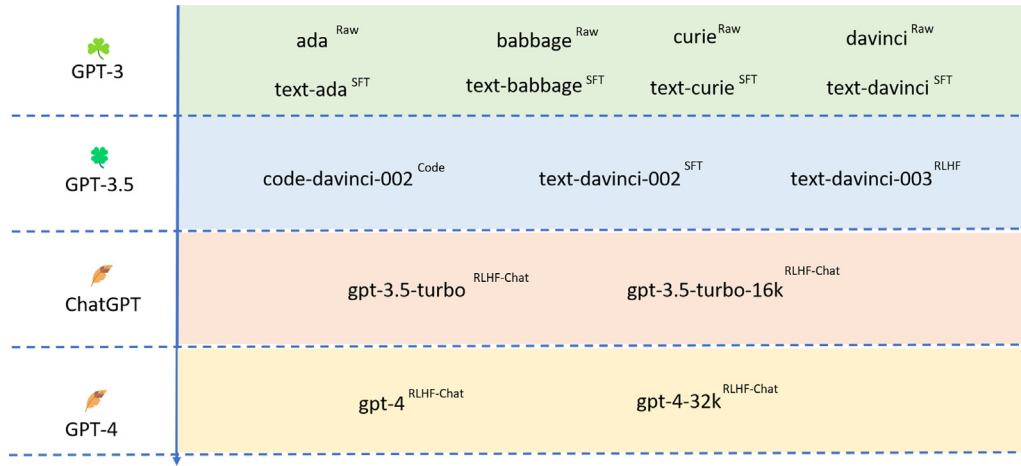 GPT-3
ada Raw babbage Raw curie Raw davinci Raw
text-ada SFT text-babbage SFT text-curie SFT text-davinci SFT
GPT-3.5
code-davinci-002 Code text-davinci-002 SFT text-davinci-003 RLHF
ChatGPT
gpt-3.5-turbo RLHF-Chat gpt-3.5-turbo-16k RLHF-Chat
GPT-4
gpt-4 RLHF-Chat gpt-4-32k RLHF-Chat